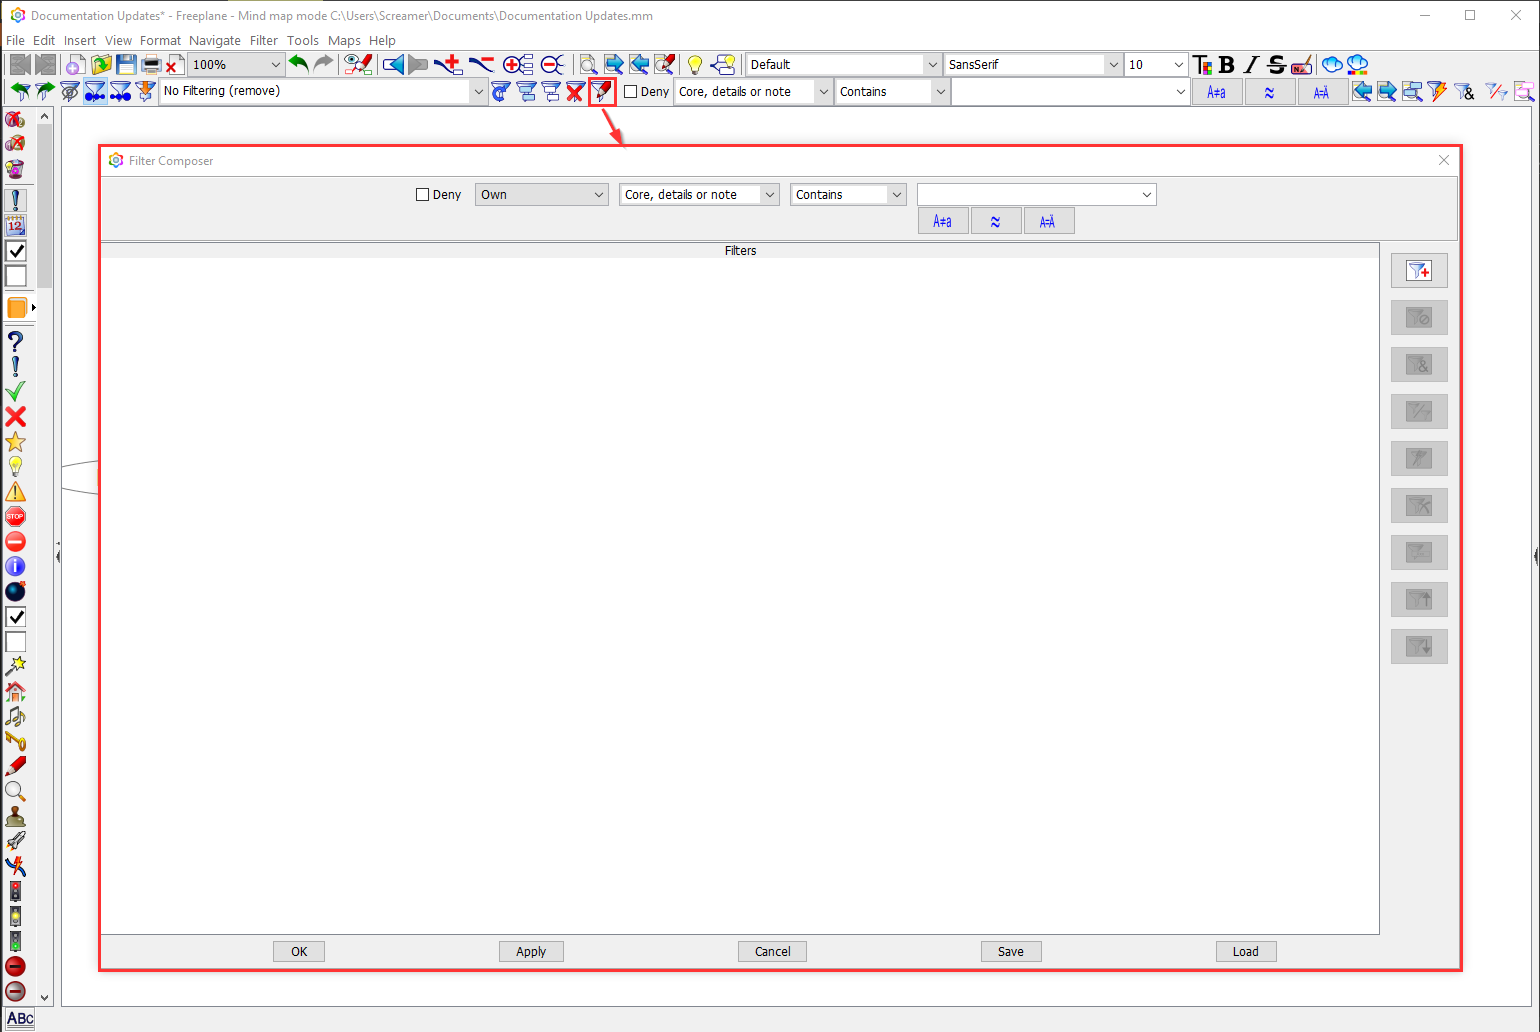 Documentation Updates* - Freeplane - Mind map mode C:\Users\Screamer\Documents\Documentation Updates.mm
File Edit Insert View Format Navigate Filter Tools Maps Help
100% Default SansSerif 10 B I S
No Filtering (remove) Deny Core, details or note Contains A≠a ≈ A=Ä &
Filter Composer
Deny Own Core, details or note Contains
A≠a ≈ A=Ä
Filters
12
?
!
STOP
i
&
OK Apply Cancel Save Load
ABC